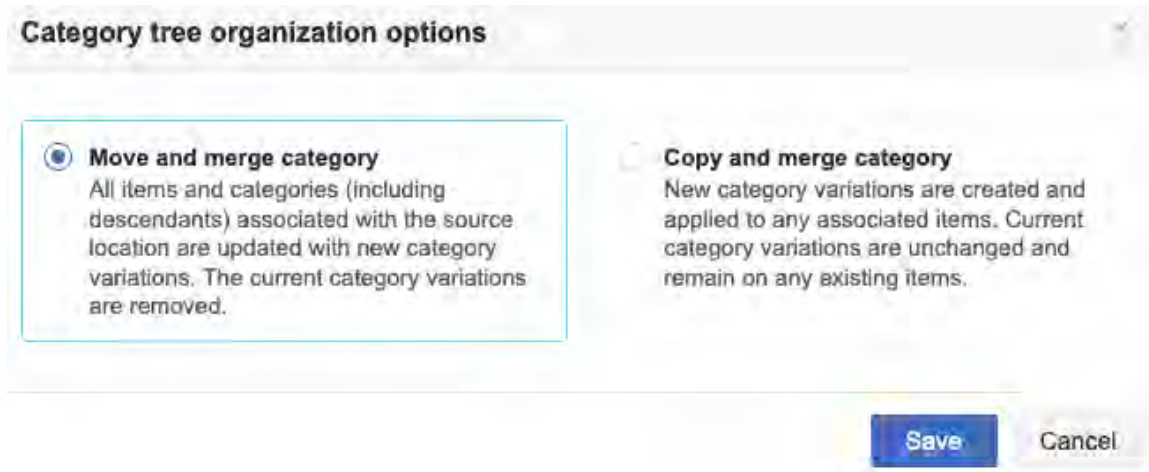 Category tree organization options
Move and merge category
All items and categories (including
descendants) associated with the source
location are updated with new category
variations. The current category variations
are removed.
Copy and merge category
New category variations are created and
applied to any associated items. Current
category variations are unchanged and
remain on any existing items.
Save
Cancel